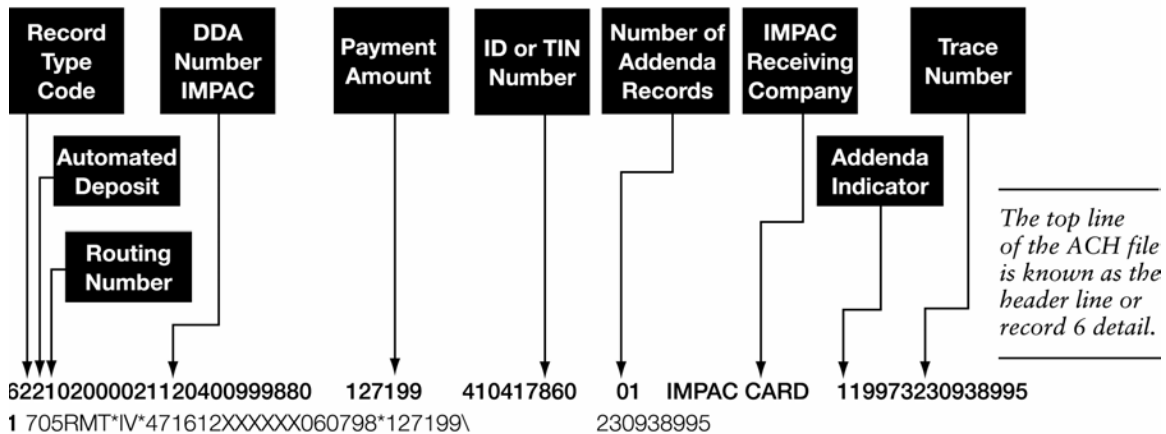 Record
Type
Code
DDA
Number
IMPAC
Payment
Amount
ID or TIN
Number
Number of
Addenda
Records
IMPAC
Receiving
Company
Trace
Number
Automated
Deposit
Addenda
Indicator
Routing
Number
The top line
of the ACH file
is known as the
header line or
record 6 detail.
622102000021120400999880 127199 410417860 01 IMPAC CARD 119973230938995
1 705RMT*IV*471612XXXXXX060798*127199\ 230938995